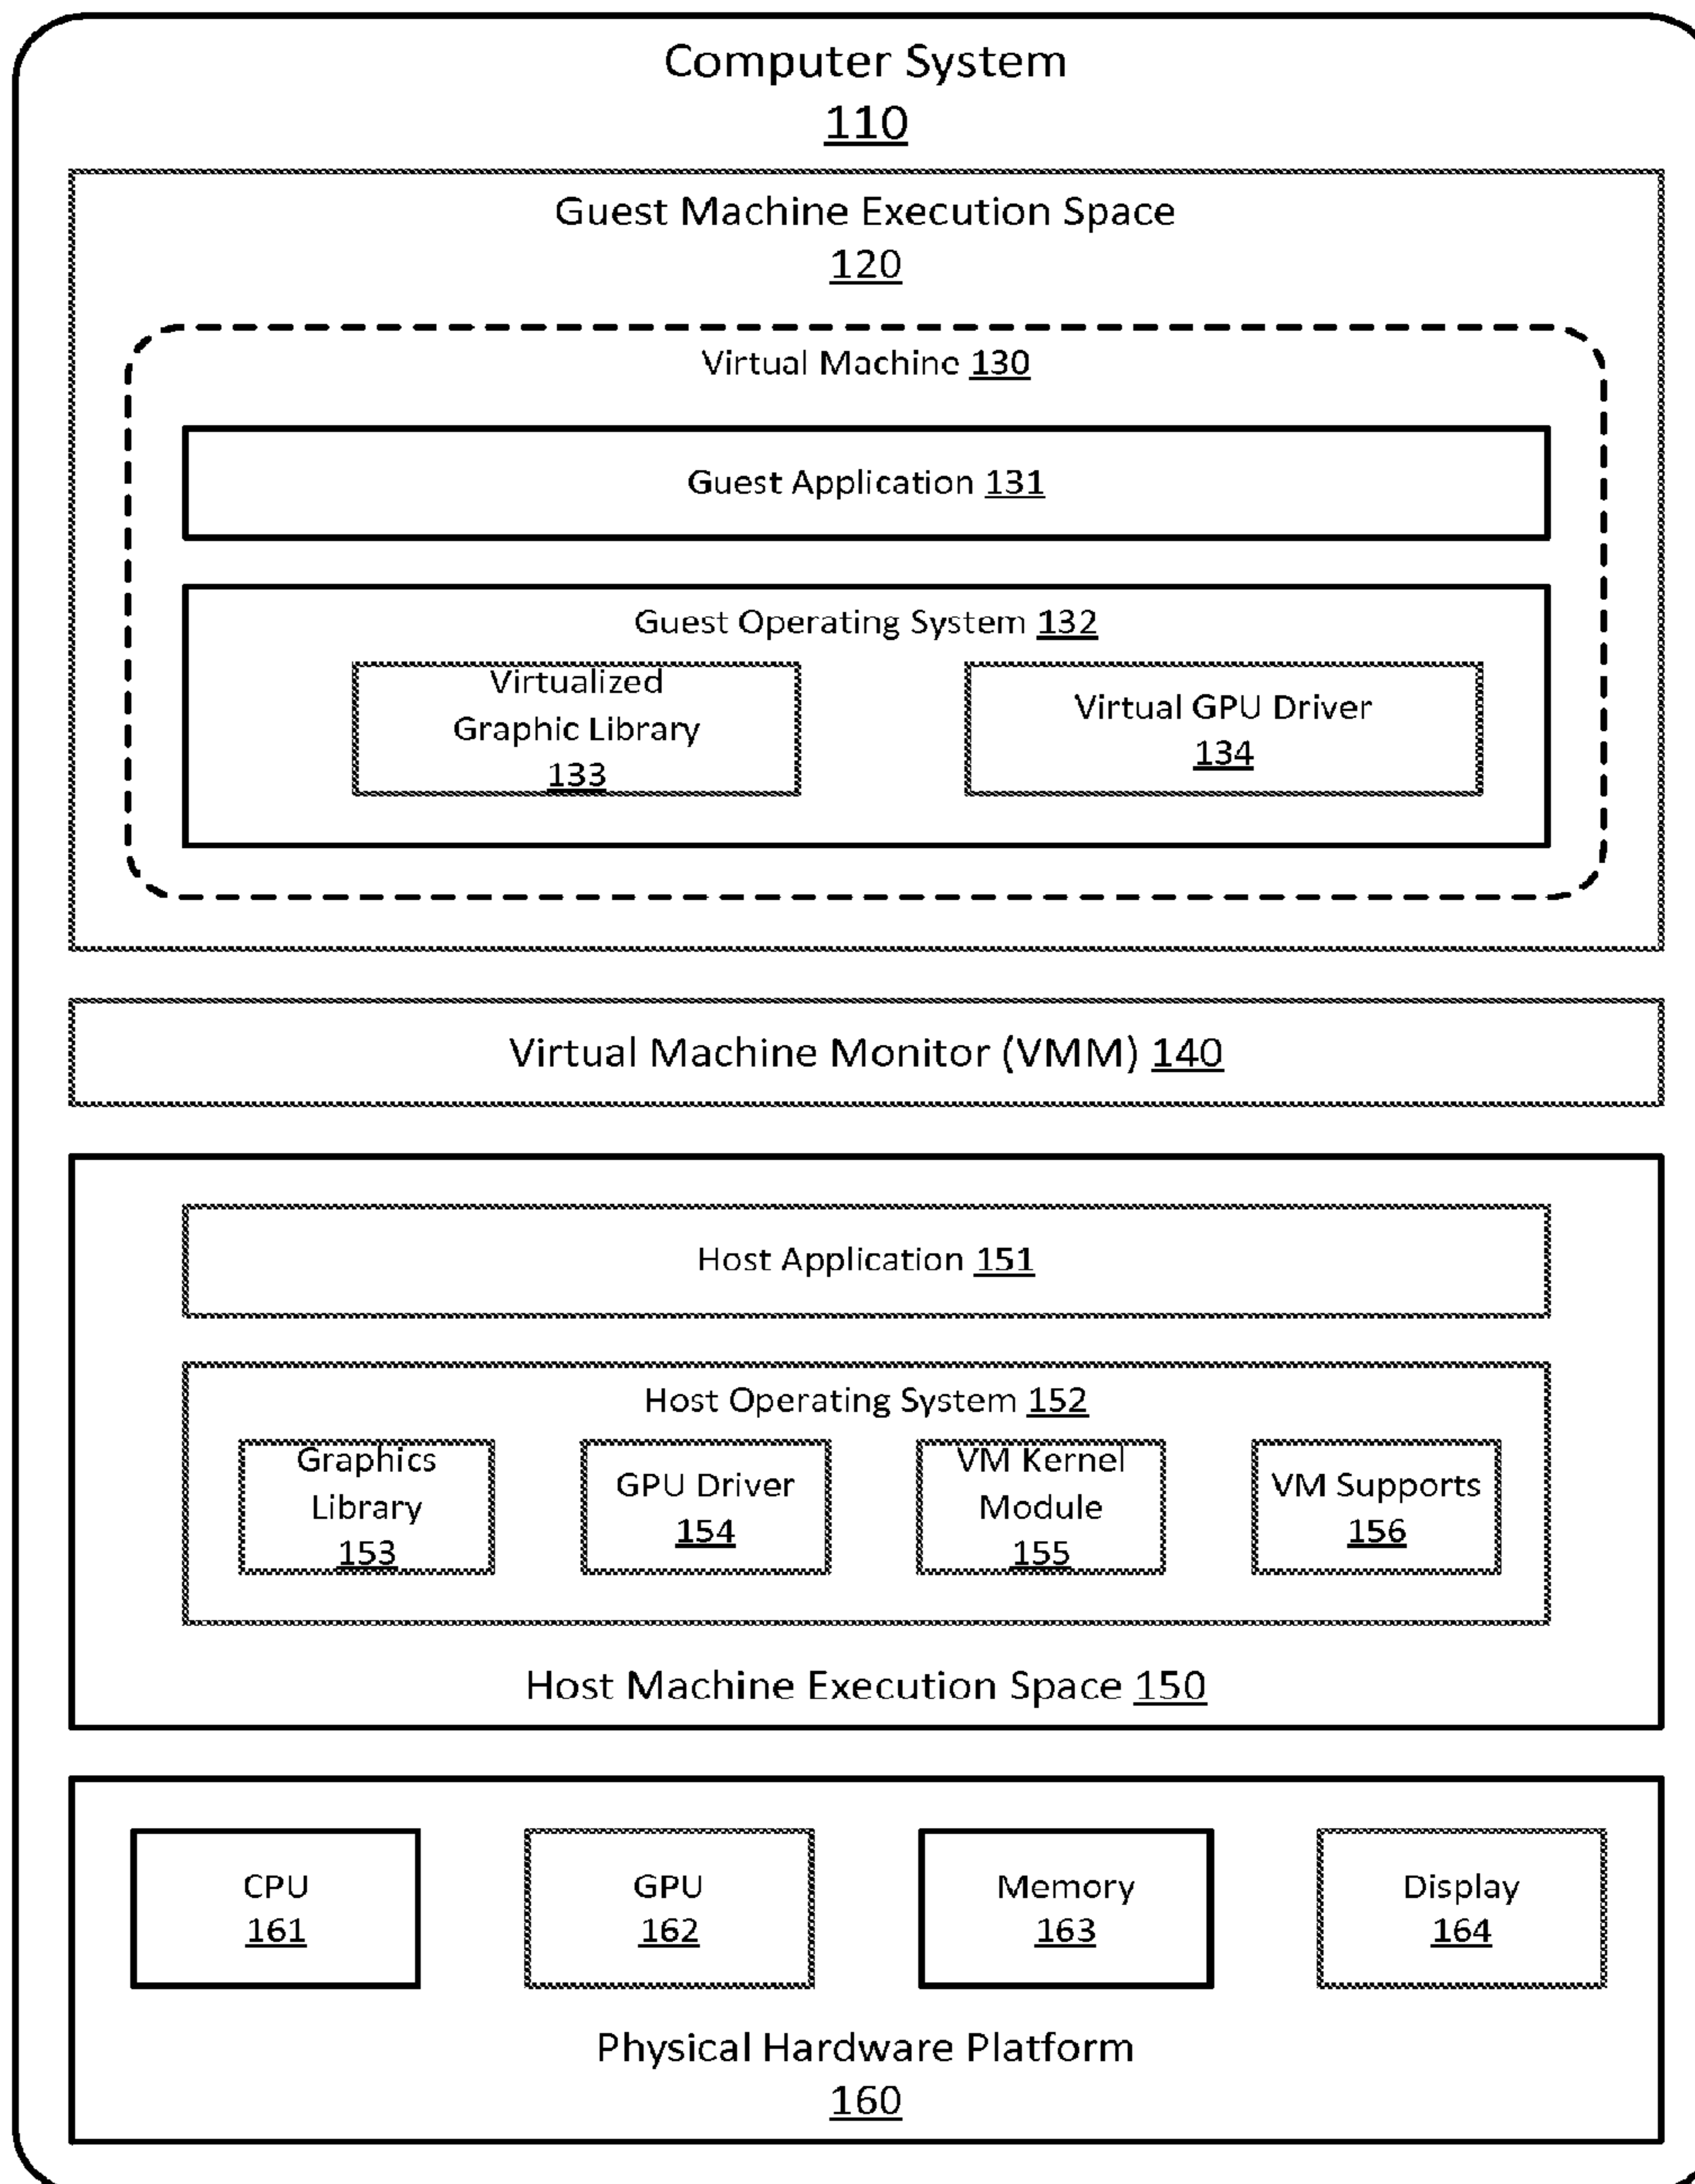 Computer System
110
Guest Machine Execution Space
120
Virtual Machine 130
Guest Application 131
Guest Operating System 132
Virtualized
Graphic Library
133
Virtual GPU Driver
134
Virtual Machine Monitor (VMM) 140
Host Application 151
Host Operating System 152
Graphics
Library
153
GPU Driver
154
VM Kernel
Module
155
VM Supports
156
Host Machine Execution Space 150
CPU
161
GPU
162
Memory
163
Display
164
Physical Hardware Platform
160